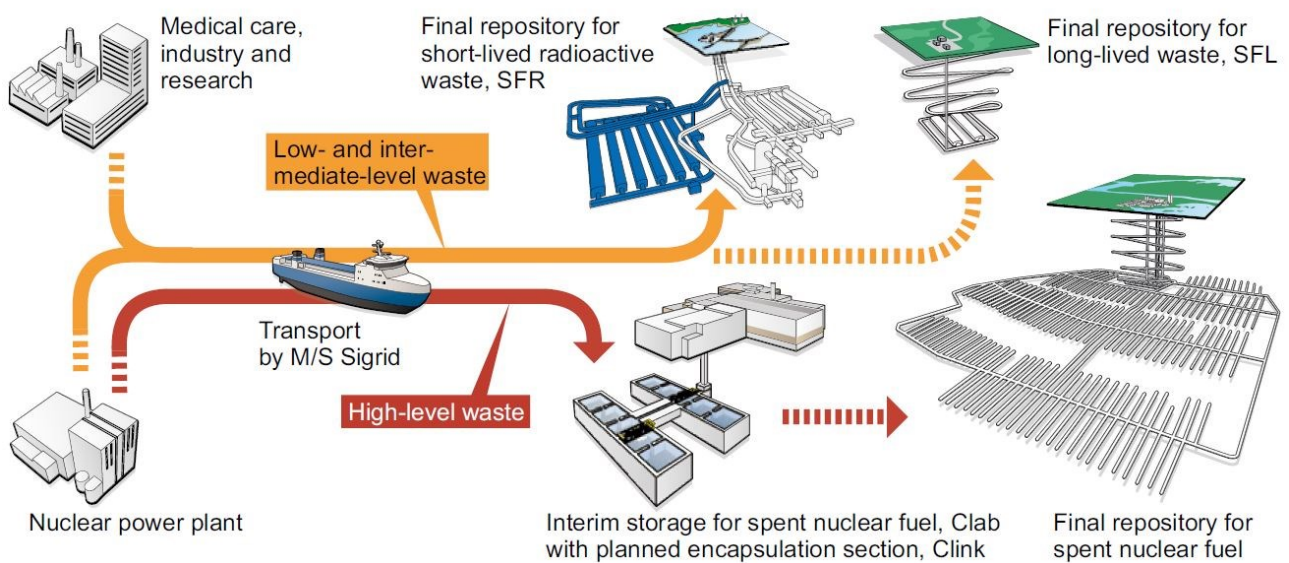 Medical care,
industry and
research
Final repository for
short-lived radioactive
waste, SFR
Final repository for
long-lived waste, SFL
Low- and inter-
mediate-level waste
Transport
by M/S Sigrid
High-level waste
Nuclear power plant
Interim storage for spent nuclear fuel, Clab
with planned encapsulation section, Clink
Final repository for
spent nuclear fuel